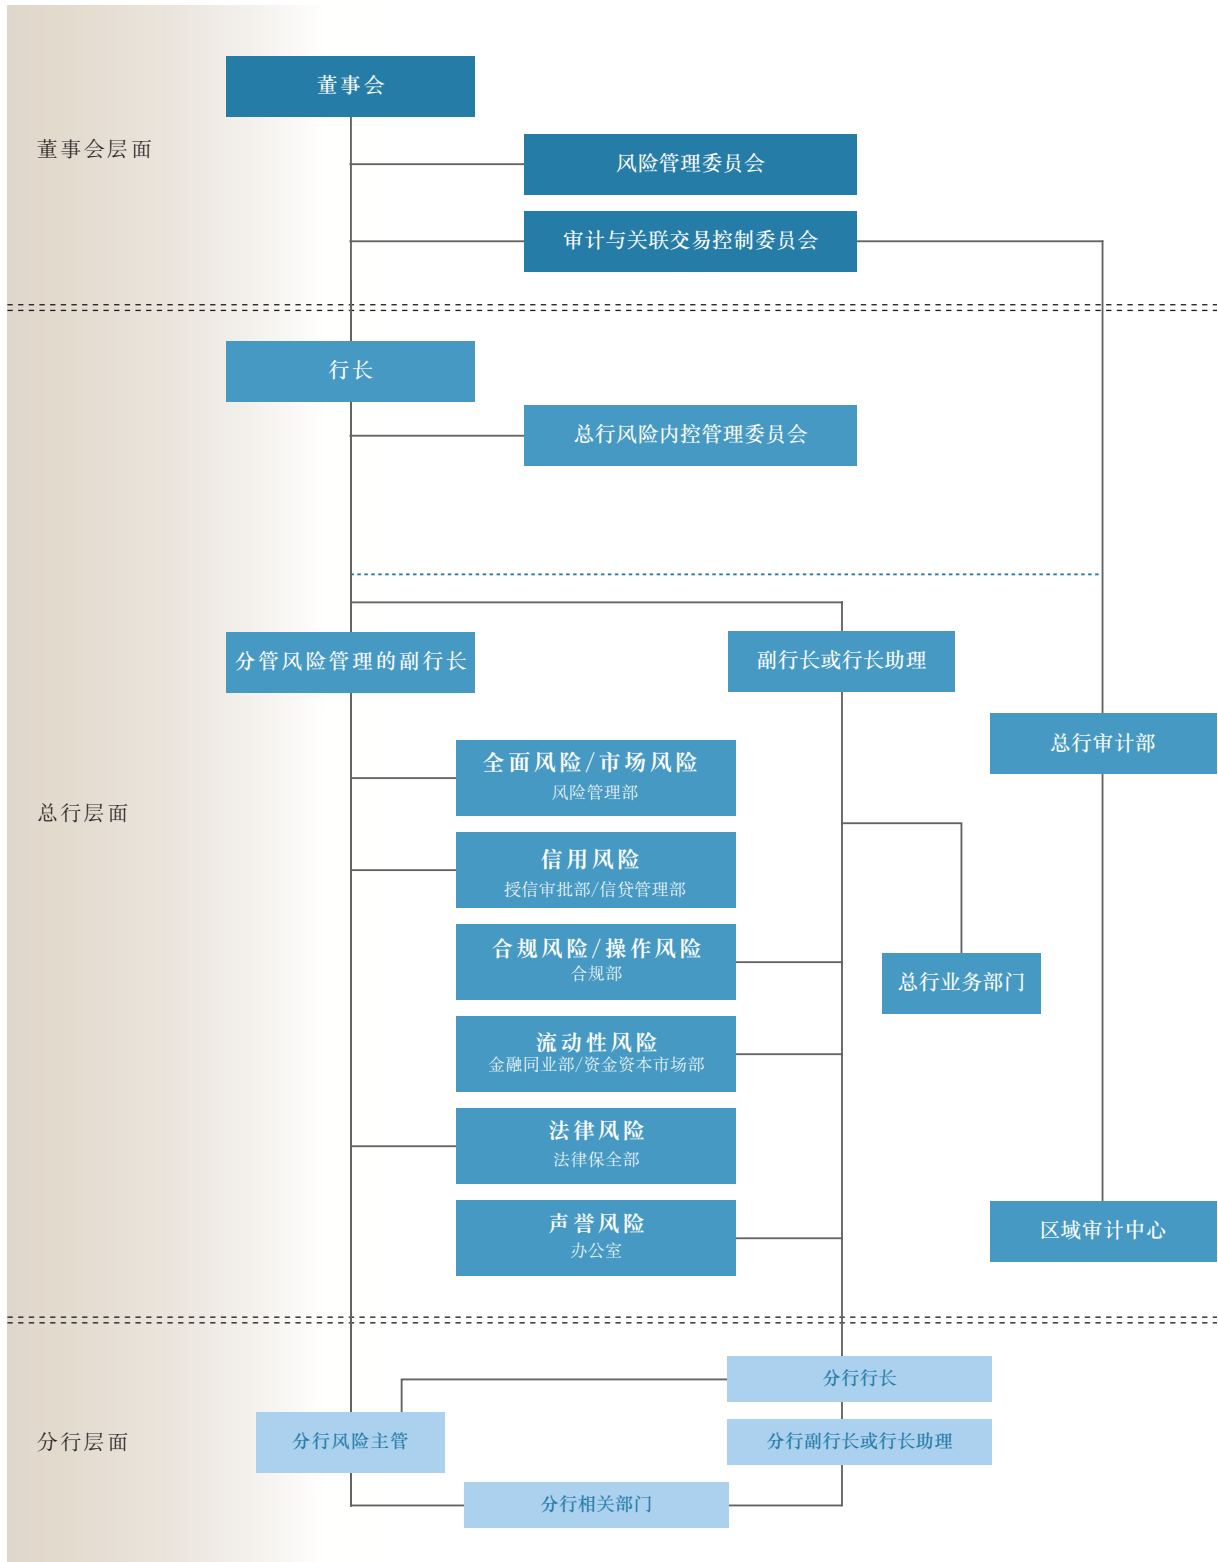 董事会
董事会层面
风险管理委员会
审计与关联交易控制委员会
行长
总行风险内控管理委员会
分管风险管理的副行长
副行长或行长助理
总行审计部
全面风险/市场风险
风险管理部
总行层面
信用风险
授信审批部/信贷管理部
合规风险/操作风险
合规部
总行业务部门
流动性风险
金融同业部/资金资本市场部
法律风险
法律保全部
声誉风险
办公室
区域审计中心
分行行长
分行层面
分行风险主管
分行副行长或行长助理
分行相关部门